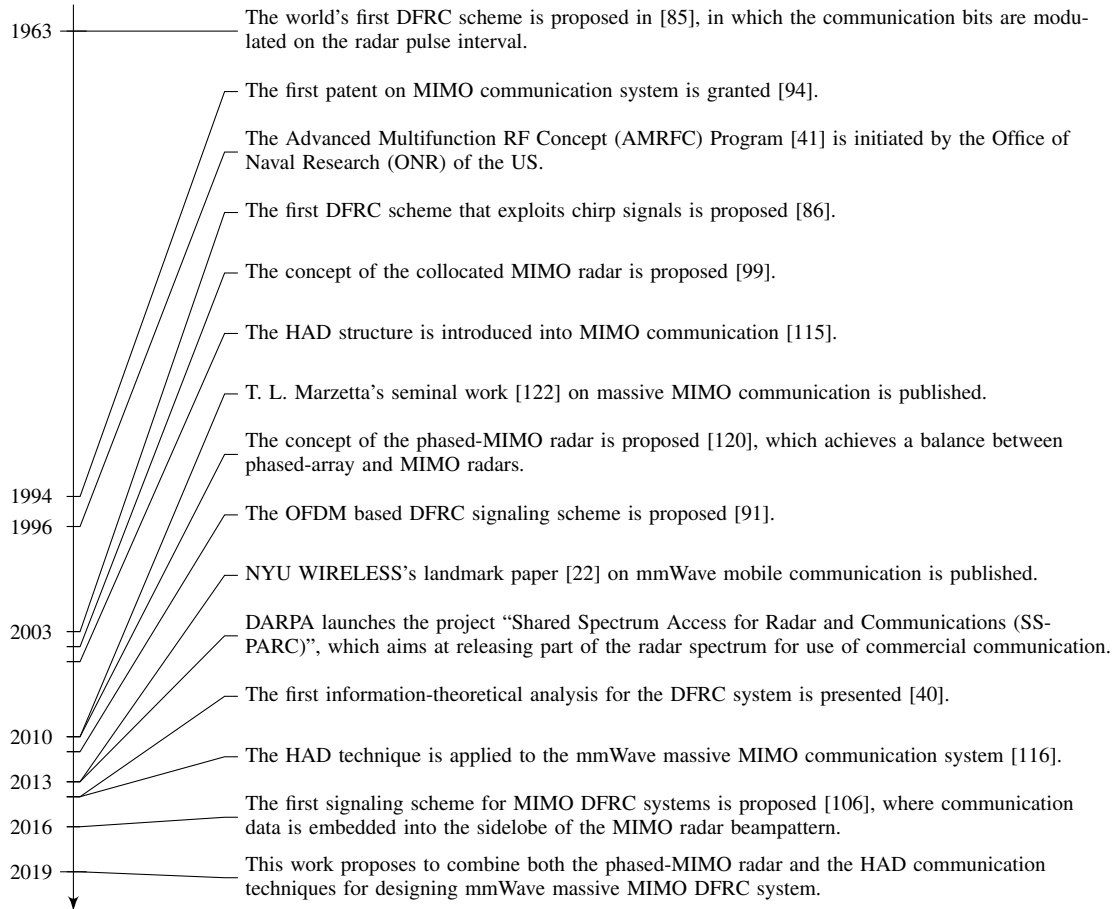 1963
The world's first DFRC scheme is proposed in [85], in which the communication bits are modu-
lated on the radar pulse interval.
The first patent on MIMO communication system is granted [94].
The Advanced Multifunction RF Concept (AMRFC) Program [41] is initiated by the Office of
Naval Research (ONR) of the US.
The first DFRC scheme that exploits chirp signals is proposed [86].
The concept of the collocated MIMO radar is proposed [99].
The HAD structure is introduced into MIMO communication [115].
T. L. Marzetta's seminal work [122] on massive MIMO communication is published.
The concept of the phased-MIMO radar is proposed [120], which achieves a balance between
phased-array and MIMO radars.
1994
The OFDM based DFRC signaling scheme is proposed [91].
1996
NYU WIRELESS's landmark paper [22] on mmWave mobile communication is published.
DARPA launches the project "Shared Spectrum Access for Radar and Communications (SS-
2003
PARC)", which aims at releasing part of the radar spectrum for use of commercial communication.
The first information-theoretical analysis for the DFRC system is presented [40].
2010
The HAD technique is applied to the mmWave massive MIMO communication system [116].
2013
The first signaling scheme for MIMO DFRC systems is proposed [106], where communication
2016
data is embedded into the sidelobe of the MIMO radar beampattern.
This work proposes to combine both the phased-MIMO radar and the HAD communication
2019
techniques for designing mmWave massive MIMO DFRC system.